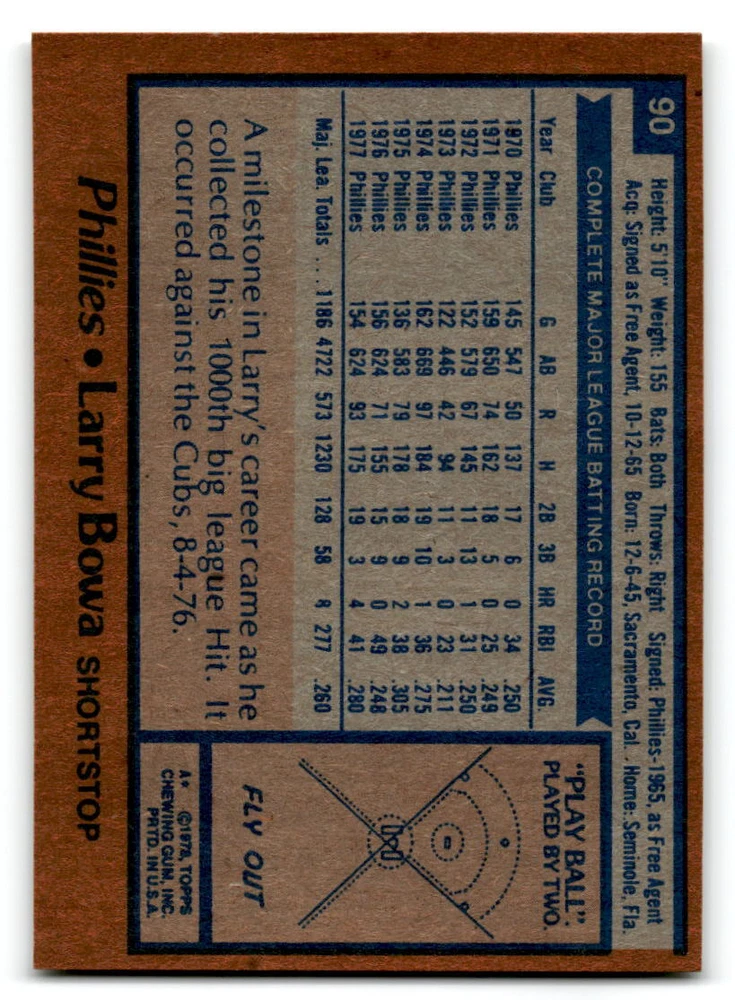 90
Height: 5'10" Weight: 155 Bats: Both Throws: Right Signed: Phillies-1965, as Free Agent
Acq: Signed as Free Agent, 10-12-65 Born: 12-6-45, Sacramento, Cal. Home: Seminole, Fla.
COMPLETE MAJOR LEAGUE BATTING RECORD
Year Club G AB R H 2B 3B HR RBI AVG
1970 Phillies 145 547 50 137 17 6 0 34 .250
1971 Phillies 159 650 74 162 18 5 0 25 .249
1972 Phillies 152 579 67 145 11 13 1 31 .250
1973 Phillies 122 446 42 94 11 3 0 23 .211
1974 Phillies 162 669 97 184 19 10 1 36 .275
1975 Phillies 136 583 79 178 18 9 2 38 .305
1976 Phillies 156 624 71 155 15 9 0 49 .248
1977 Phillies 154 624 93 175 19 3 4 41 .280
Maj. Lea. Totals . . . 1186 4722 573 1230 128 58 8 277 .260
A milestone in Larry's career came as he
collected his 1000th big league Hit. It
occurred against the Cubs, 8-4-76.
"PLAY BALL".
PLAYED BY TWO.
FLY OUT
A* ©1978, TOPPS
CHEWING GUM, INC.
PRTD. IN U.S.A.
Phillies • Larry Bowa SHORTSTOP